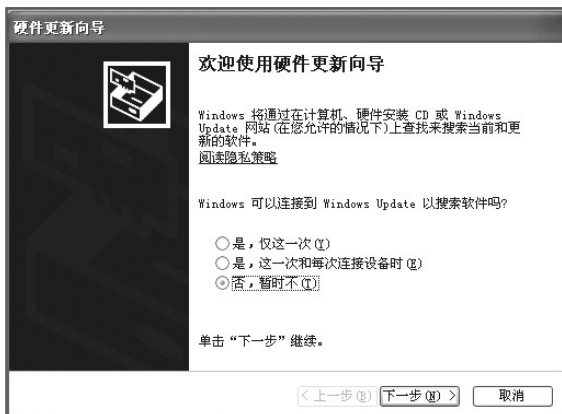 硬件更新向导
欢迎使用硬件更新向导
Windows 将通过在计算机、硬件安装 CD 或 Windows
Update 网站(在您允许的情况下)上查找来搜索当前和更
新的软件。
阅读隐私策略
Windows 可以连接到 Windows Update 以搜索软件吗?
是，仅这一次(Y)
是，这一次和每次连接设备时(E)
否，暂时不(T)
单击“下一步”继续。
<上一步(B) 下一步(N)> 取消